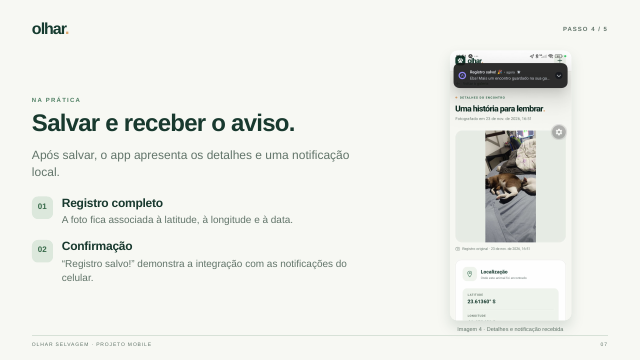 olhar.
PASSO 4 / 5
NA PRÁTICA
Salvar e receber o aviso.
Após salvar, o app apresenta os detalhes e uma notificação
local.
01
Registro completo
A foto fica associada à latitude, à longitude e à data.
02
Confirmação
“Registro salvo!” demonstra a integração com as notificações do
celular.
olhar
Registro salvo!
Uma história para lembrar.
Localização
LATITUDE
23.61360° S
Imagem 4 - Detalhes e notificação recebida
OLHAR SELVAGEM · PROJETO MOBILE
07